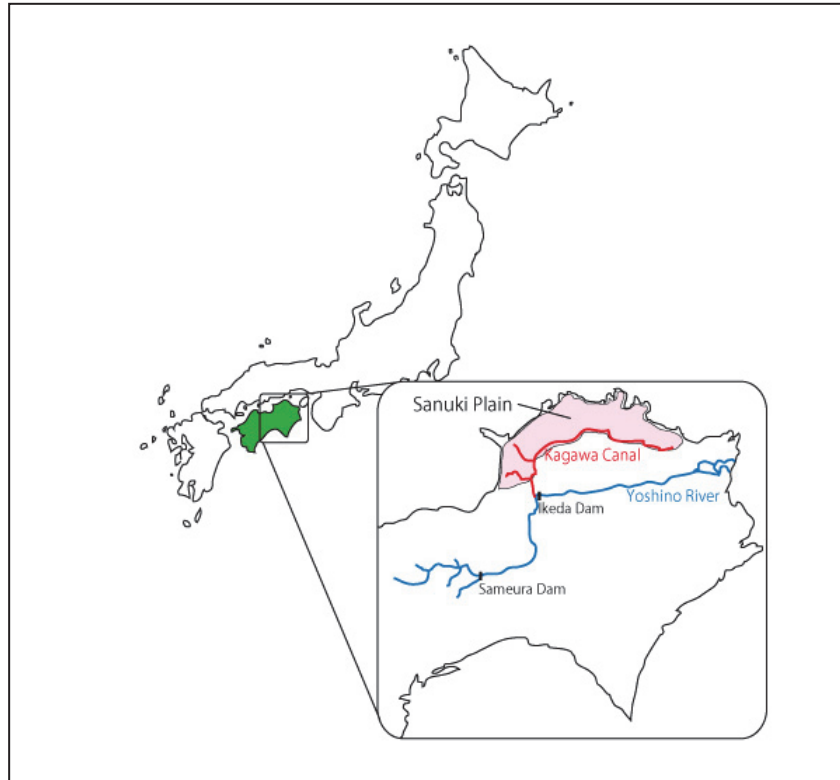 Sanuki Plain
Kagawa Canal
Yoshino River
Ikeda Dam
Sameura Dam